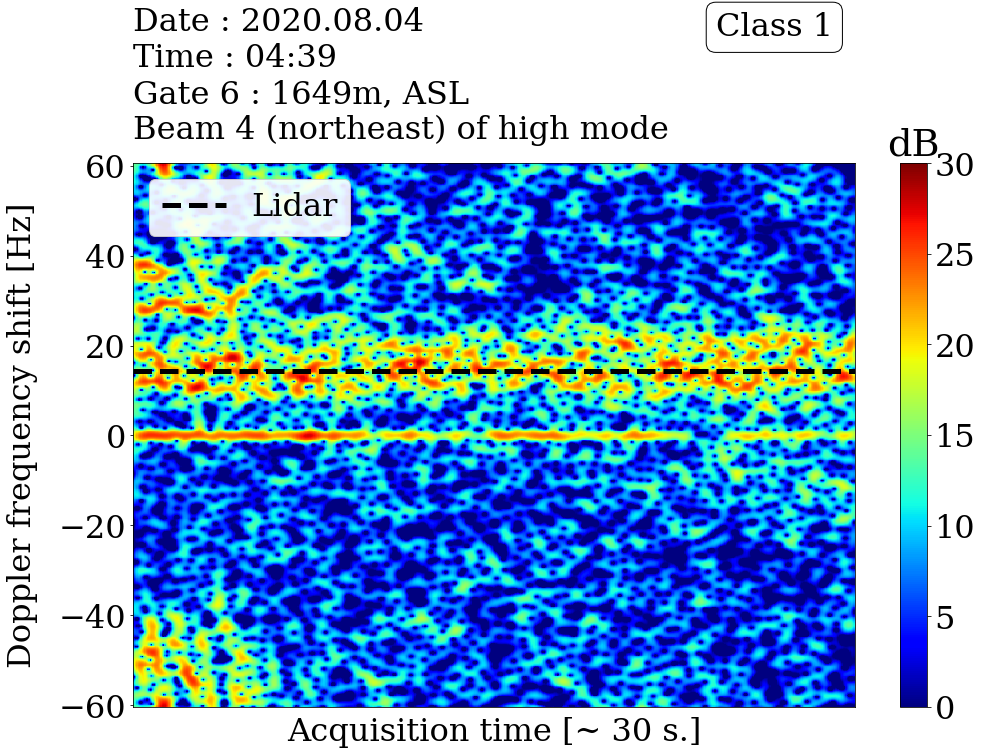 Date : 2020.08.04
Time : 04:39
Gate 6 : 1649m, ASL
Beam 4 (northeast) of high mode
Class 1
dB
Lidar
Doppler frequency shift [Hz]
60
40
20
0
−20
−40
−60
30
25
20
15
10
5
0
Acquisition time [~ 30 s.]